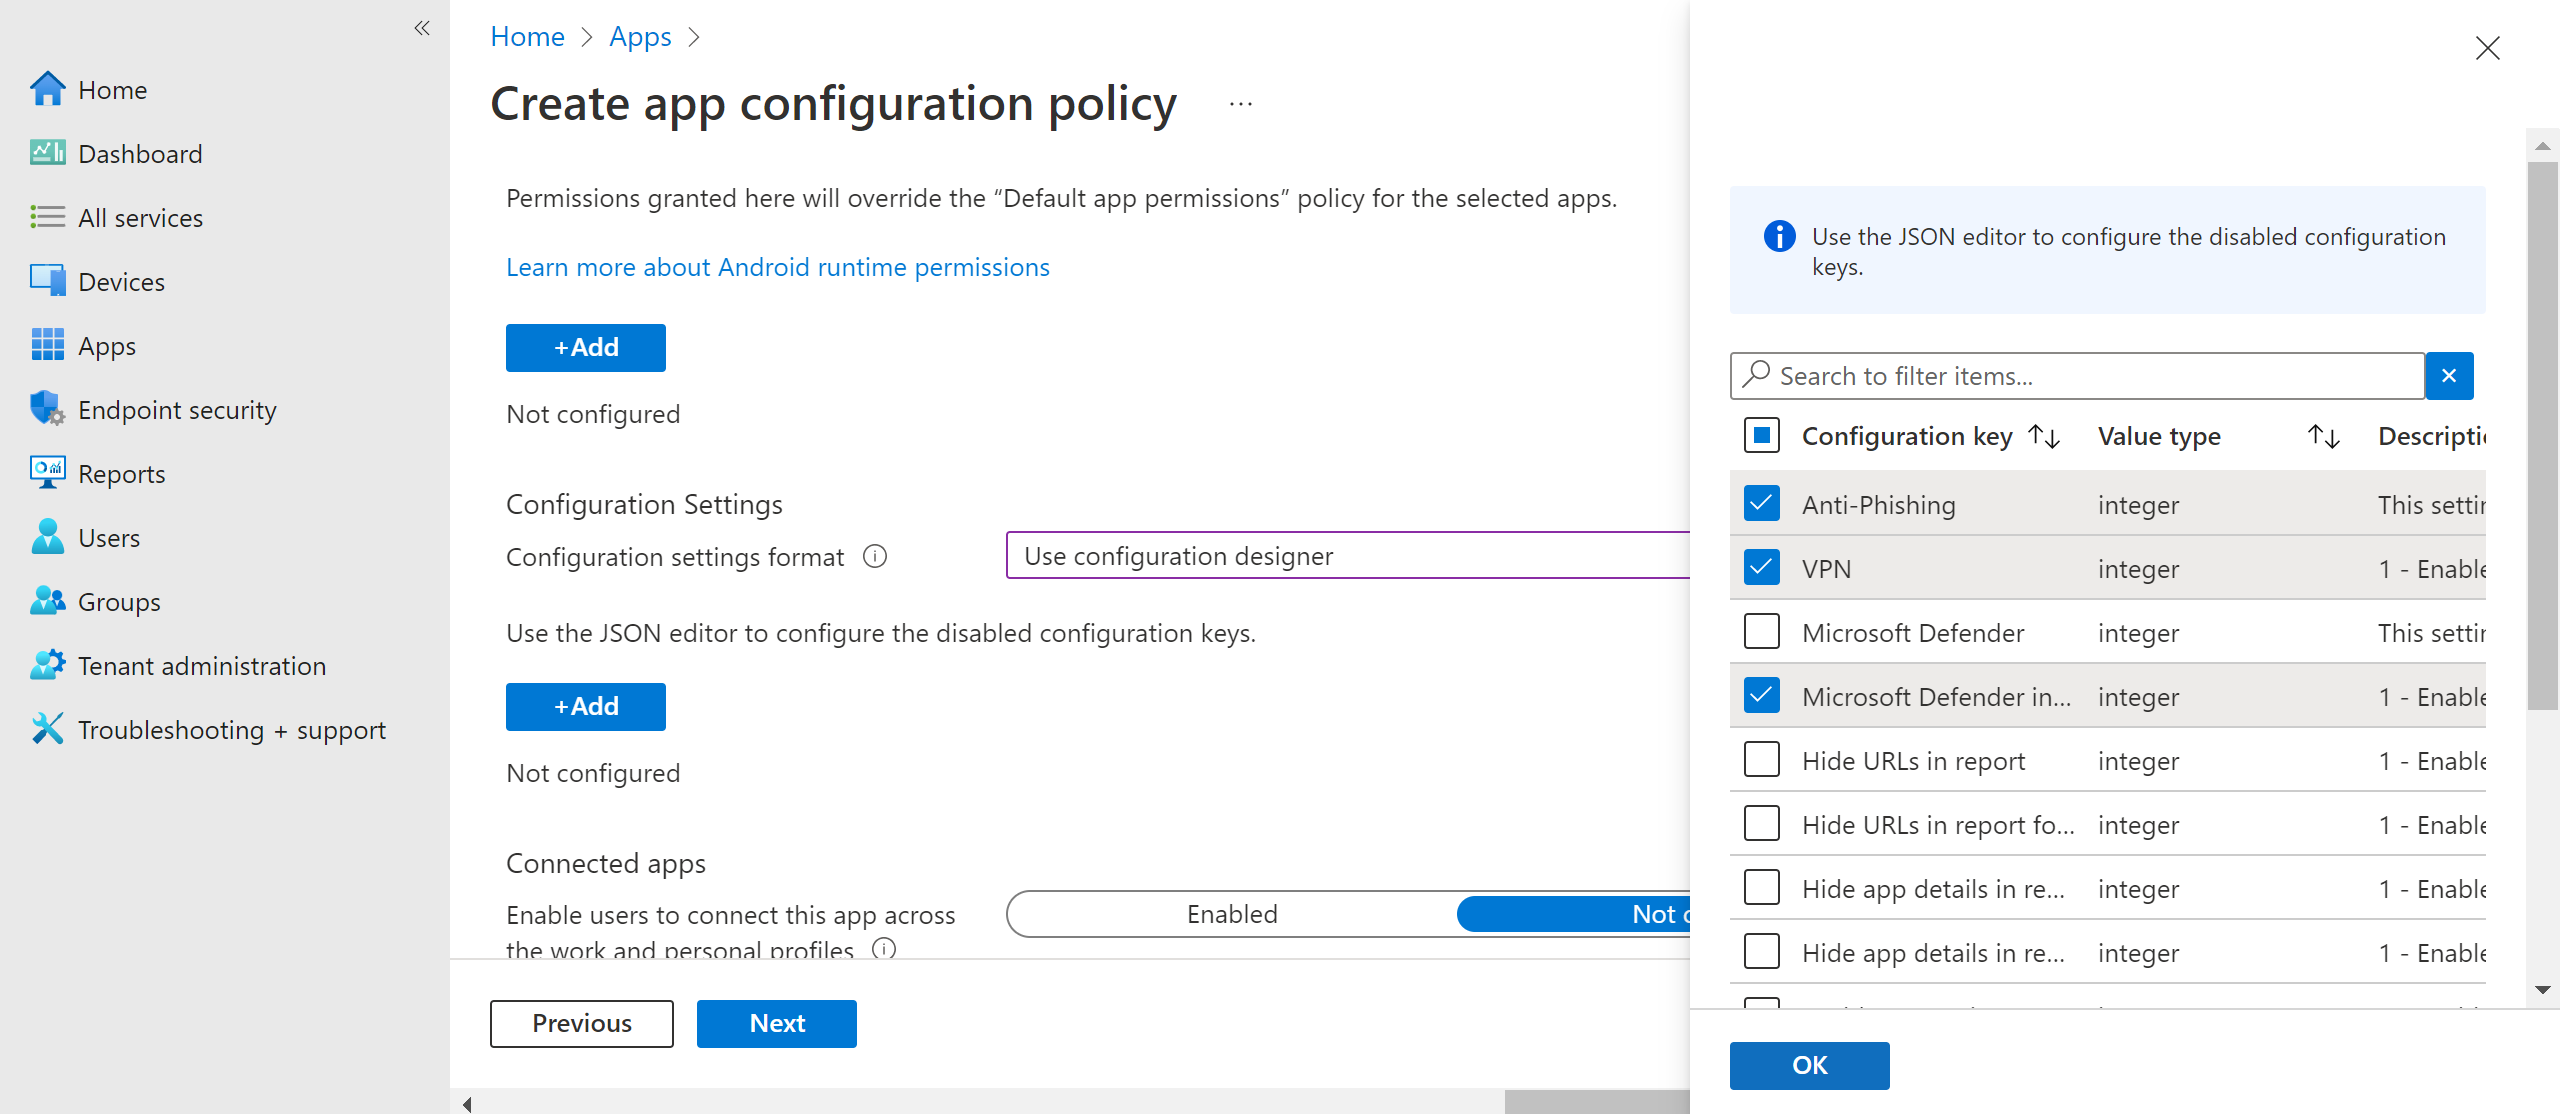 Home
Dashboard
All services
Devices
Apps
Endpoint security
Reports
Users
Groups
Tenant administration
Troubleshooting + support
Home > Apps >
Create app configuration policy ...
Permissions granted here will override the “Default app permissions” policy for the selected apps.
Learn more about Android runtime permissions
+Add
Not configured
Configuration Settings
Configuration settings format
Use configuration designer
Use the JSON editor to configure the disabled configuration keys.
+Add
Not configured
Connected apps
Enable users to connect this app across
the work and personal profiles
Enabled
Not
Previous
Next
Use the JSON editor to configure the disabled configuration
keys.
Search to filter items...
Configuration key Value type Descripti
Anti-Phishing integer This settin
VPN integer 1 - Enable
Microsoft Defender integer This settin
Microsoft Defender in... integer 1 - Enable
Hide URLs in report integer 1 - Enable
Hide URLs in report fo... integer 1 - Enable
Hide app details in re... integer 1 - Enable
Hide app details in re... integer 1 - Enable
OK